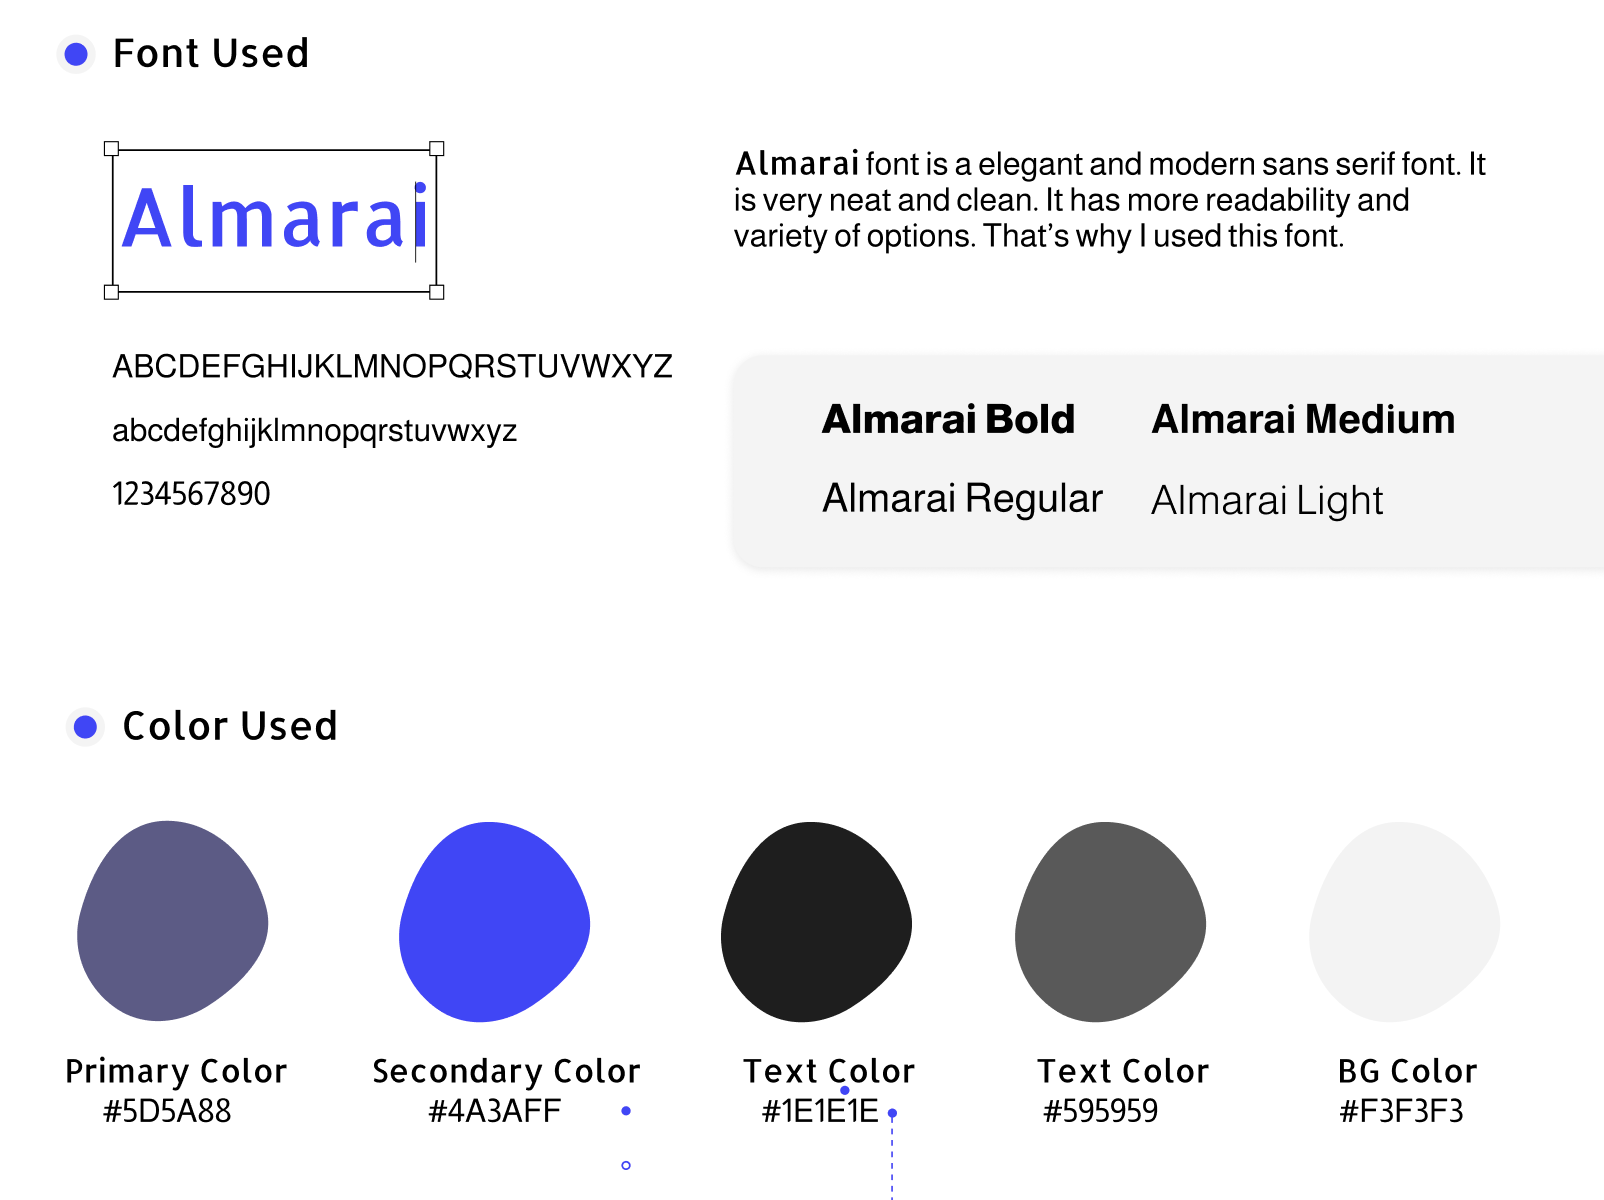 Font Used
Almarai
Almarai font is a elegant and modern sans serif font. It
is very neat and clean. It has more readability and
variety of options. That’s why I used this font.
ABCDEFGHIJKLMNOPQRSTUVWXYZ
abcdefghijklmnopqrstuvwxyz
1234567890
Almarai Bold Almarai Medium
Almarai Regular Almarai Light
Color Used
Primary Color Secondary Color Text Color Text Color BG Color
#5D5A88 #4A3AFF #1E1E1E #595959 #F3F3F3